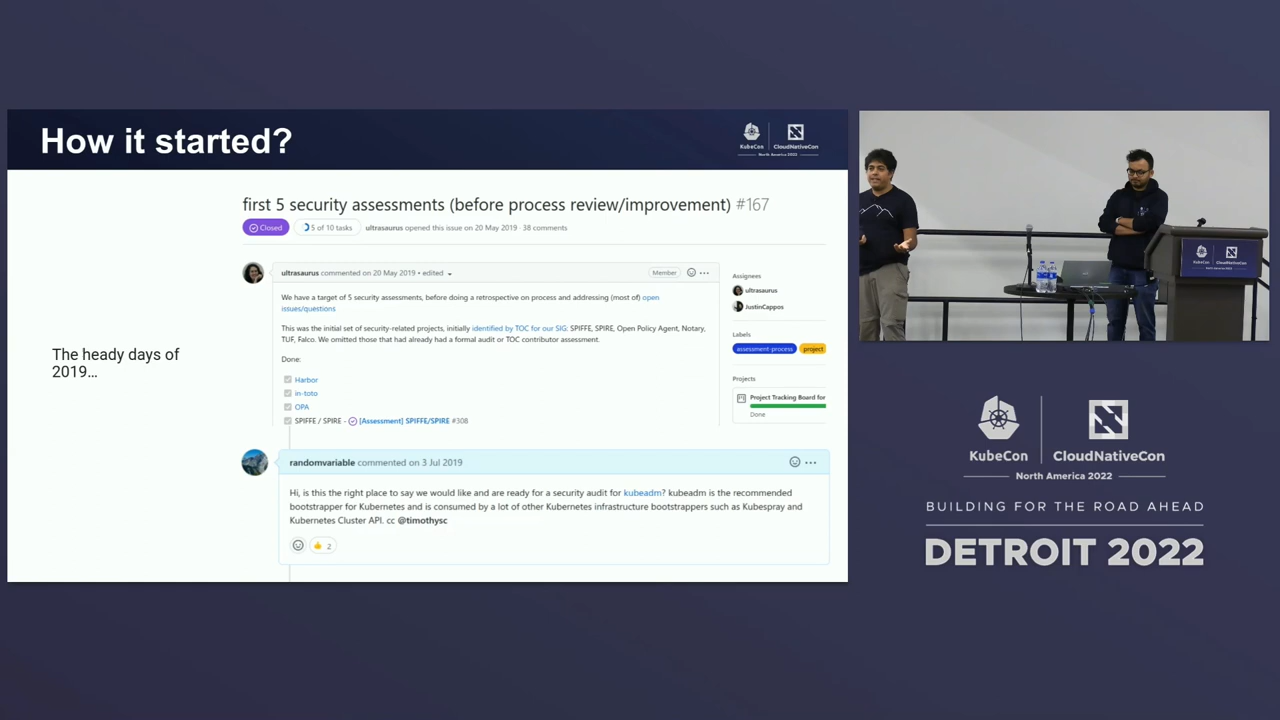 How it started?
KubeCon CloudNativeCon
North America 2022
first 5 security assessments (before process review/improvement) #167
Closed 5 of 10 tasks ultrasaurus opened this issue on 20 May 2019 · 38 comments
ultrasaurus commented on 20 May 2019 • edited
Member
We have a target of 5 security assessments, before doing a retrospective on process and addressing (most of) open
issues/questions
This was the initial set of security-related projects, initially identified by TOC for our SIG: SPIFFE, SPIRE, Open Policy Agent, Notary,
TUF, Falco. We omitted those that had already had a formal audit or TOC contributor assessment.
Done:
Harbor
in-toto
OPA
SPIFFE / SPIRE - [Assessment] SPIFFE/SPIRE #308
Assignees
ultrasaurus
JustinCappos
Labels
assessment-process project
Projects
Project Tracking Board for
Done
The heady days of
2019…
randomvariable commented on 3 Jul 2019
Hi, is this the right place to say we would like and are ready for a security audit for kubeadm? kubeadm is the recommended
bootstrapper for Kubernetes and is consumed by a lot of other Kubernetes infrastructure bootstrappers such as Kubespray and
Kubernetes Cluster API. cc @timothysc
2
KubeCon CloudNativeCon
North America 2022
BUILDING FOR THE ROAD AHEAD
DETROIT 2022